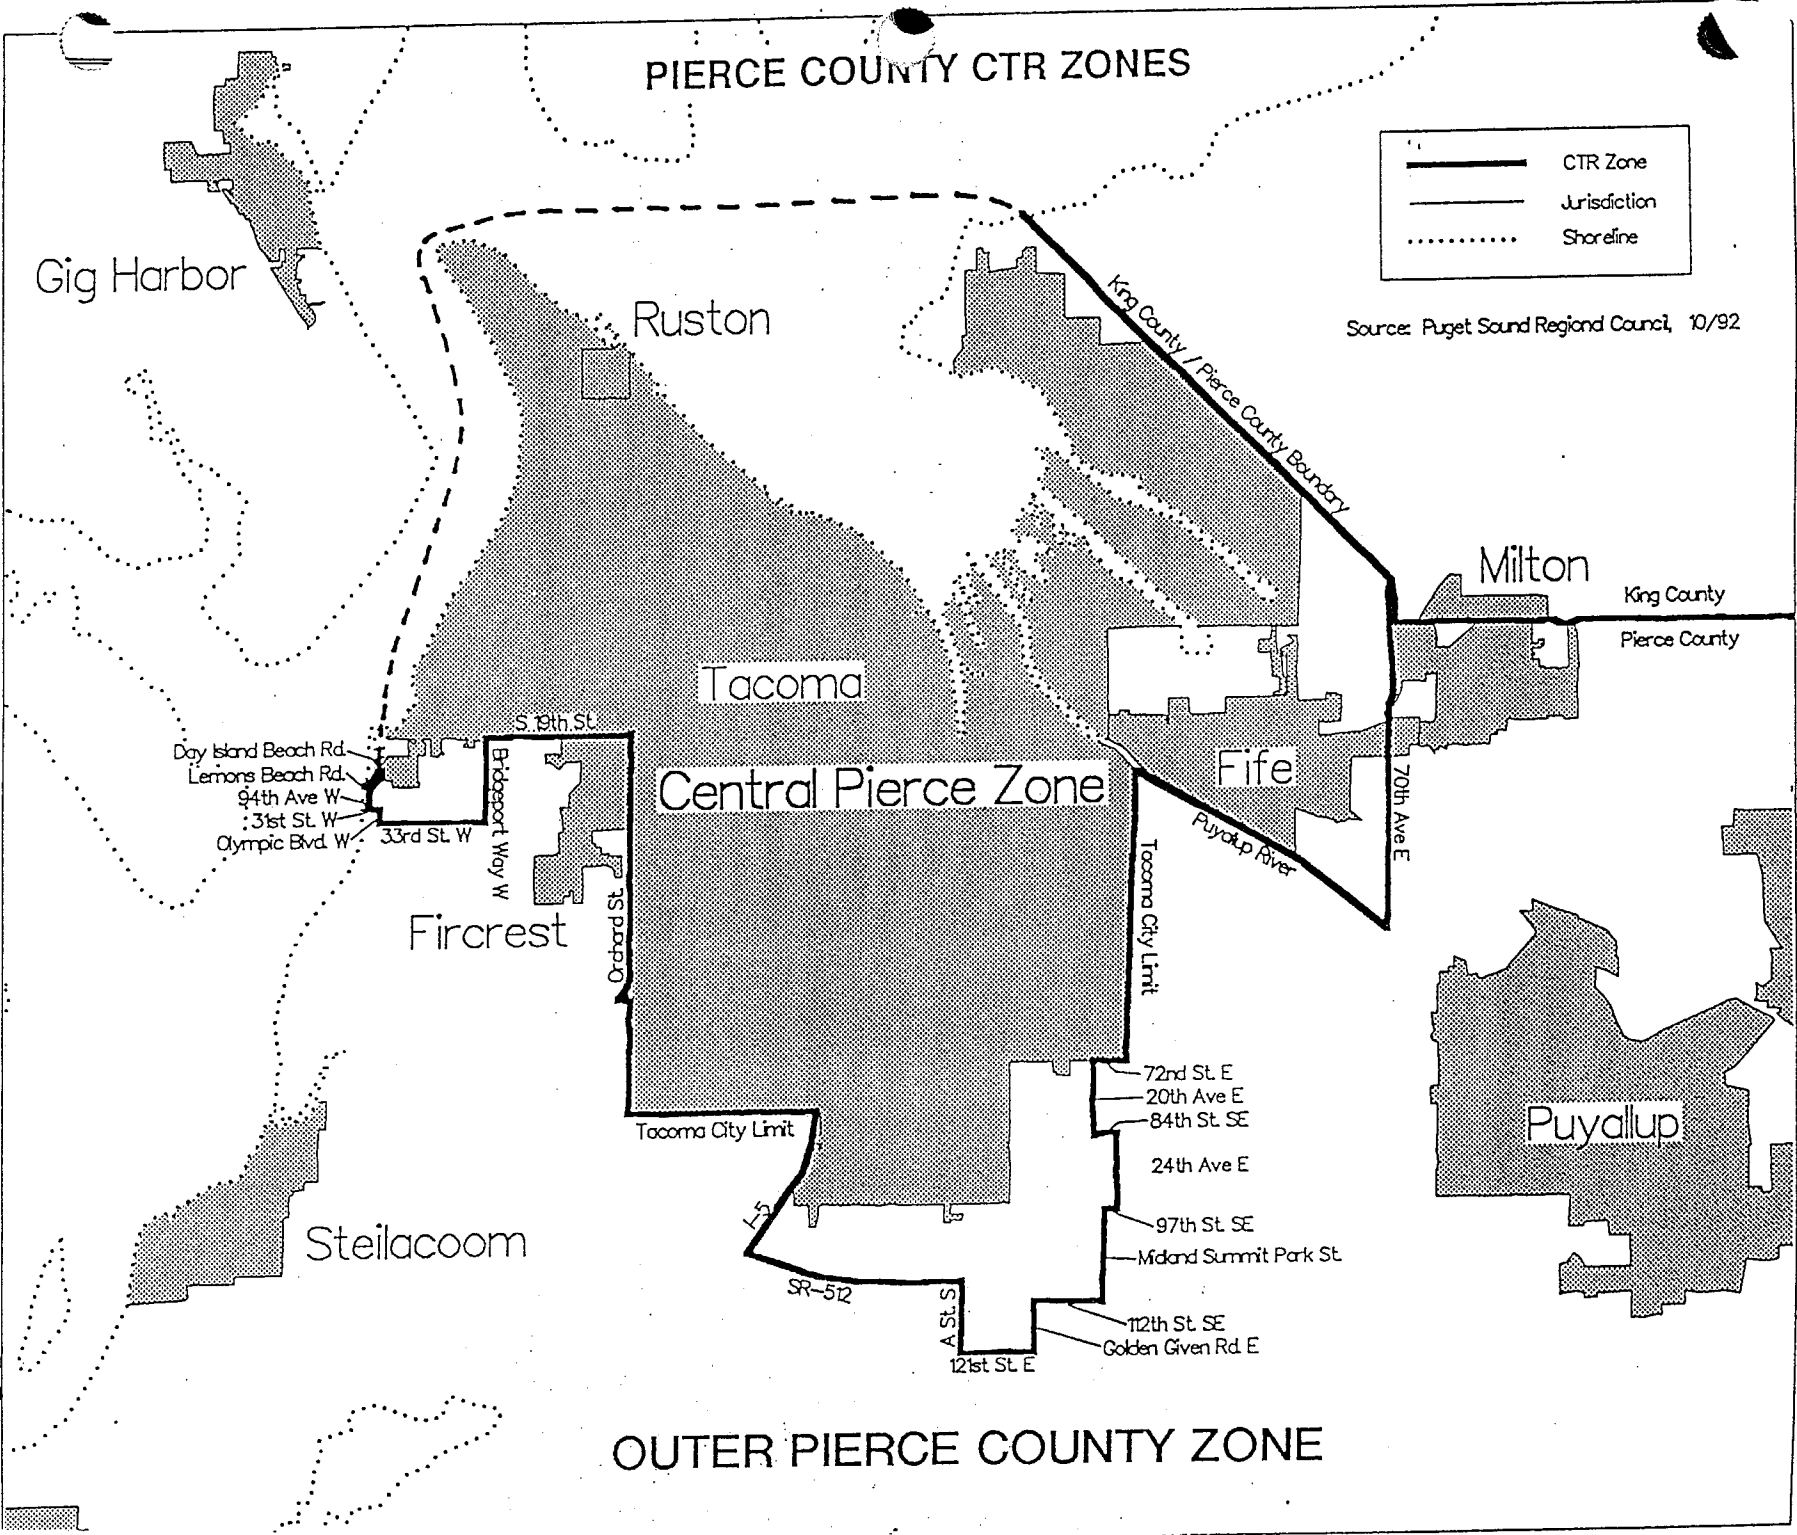 PIERCE COUNTY CTR ZONES
CTR Zone
Jurisdiction
Shoreline
Source: Puget Sound Regional Council, 10/92
Gig Harbor
Ruston
King County / Pierce County Boundary
Milton
King County
Pierce County
Tacoma
S. 19th St.
Day Island Beach Rd.
Lemons Beach Rd.
94th Ave W
31st St. W
Olympic Blvd. W
33rd St. W
Bridgeport Way W
Central Pierce Zone
Fife
70th Ave E
Puyallup River
Tacoma City Limit
Fircrest
Orchard St.
72nd St. E
20th Ave E
84th St. SE
24th Ave E
97th St. SE
Midland Summit Park St.
112th St. SE
Golden Given Rd. E
Tacoma City Limit
I-5
SR-512
A St. S
121st St. E
Puyallup
Steilacoom
OUTER PIERCE COUNTY ZONE